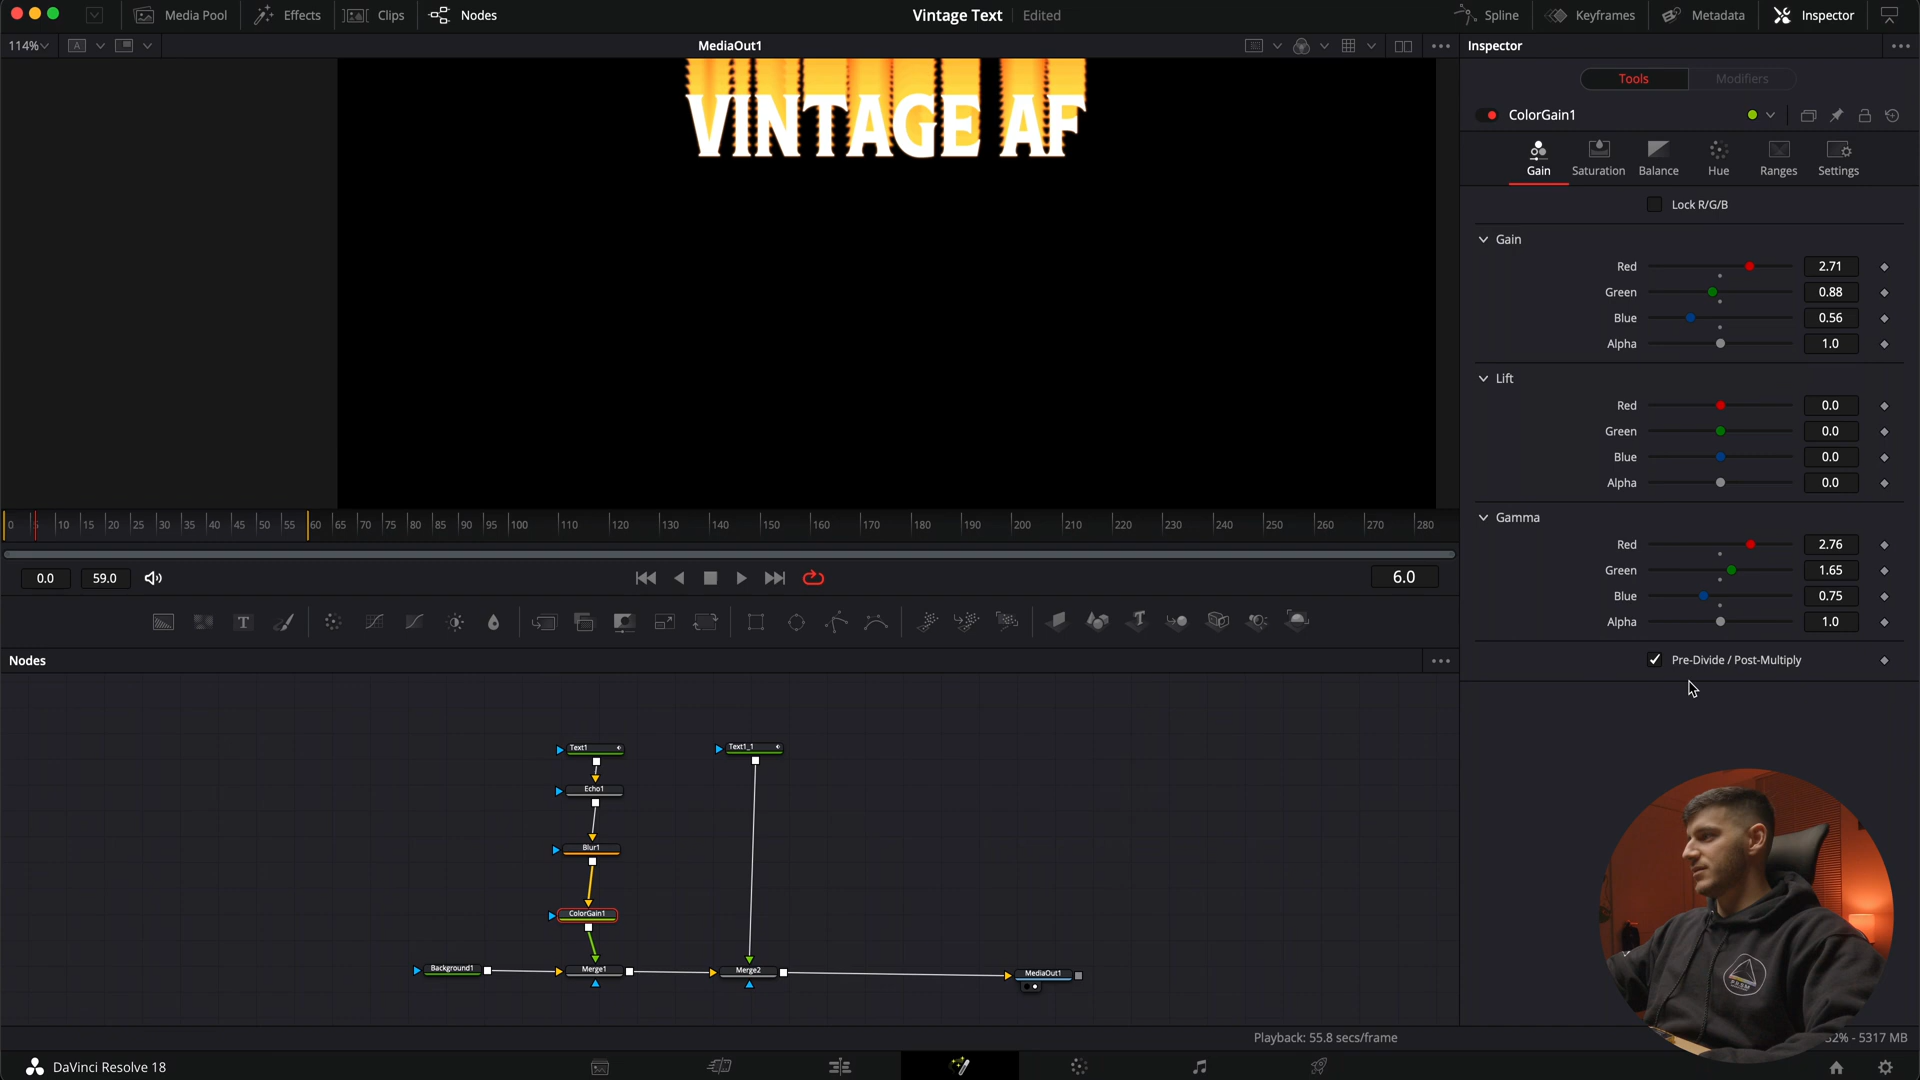 Media Pool Effects Clips Nodes Vintage Text Edited Spline Keyframes Metadata Inspector
114% A MediaOut1 Inspector
VINTAGE AF
Tools Modifiers
ColorGain1
Gain Saturation Balance Hue Ranges Settings
Lock R/G/B
Gain
Red 2.71
Green 0.88
Blue 0.56
Alpha 1.0
Lift
Red 0.0
Green 0.0
Blue 0.0
Alpha 0.0
Gamma
Red 2.76
Green 1.65
Blue 0.75
Alpha 1.0
Pre-Divide / Post-Multiply
0 5 10 15 20 25 30 35 40 45 50 55 60 65 70 75 80 85 90 95 100 110 120 130 140 150 160 170 180 190 200 210 220 230 240 250 260 270 280
0.0 59.0 6.0
T T
Nodes
Text1 Text1_1
Echo1
Blur1
ColorGain1
Background1 Merge1 Merge2 MediaOut1
PRSM
Playback: 55.8 secs/frame 2% - 5317 MB
DaVinci Resolve 18